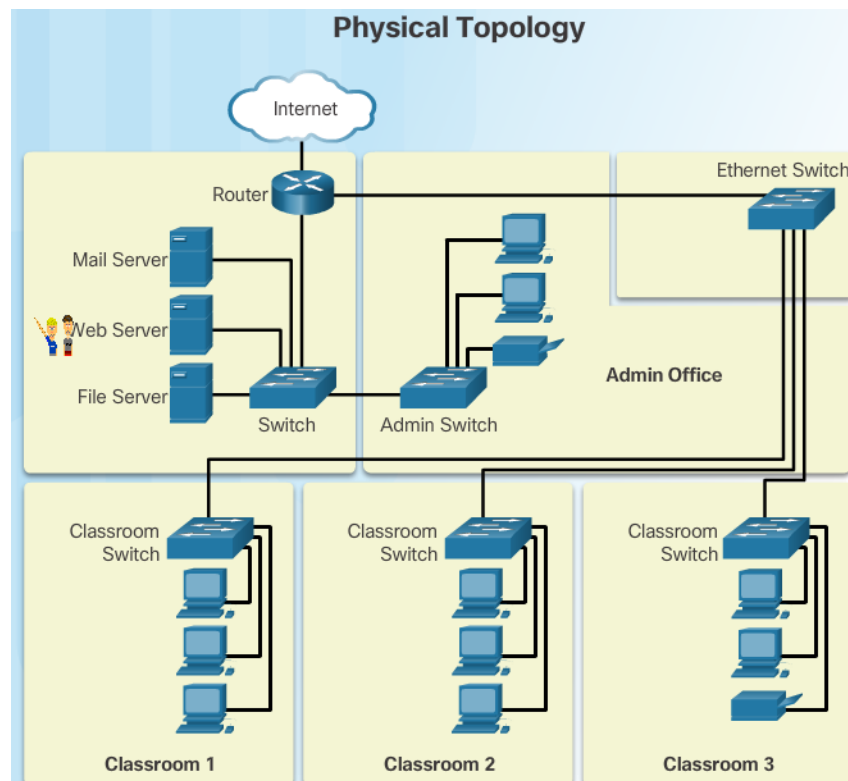 Physical Topology
Internet
Router
Ethernet Switch
Mail Server
Web Server
File Server
Switch
Admin Switch
Admin Office
Classroom
Switch
Classroom
Switch
Classroom
Switch
Classroom 1
Classroom 2
Classroom 3